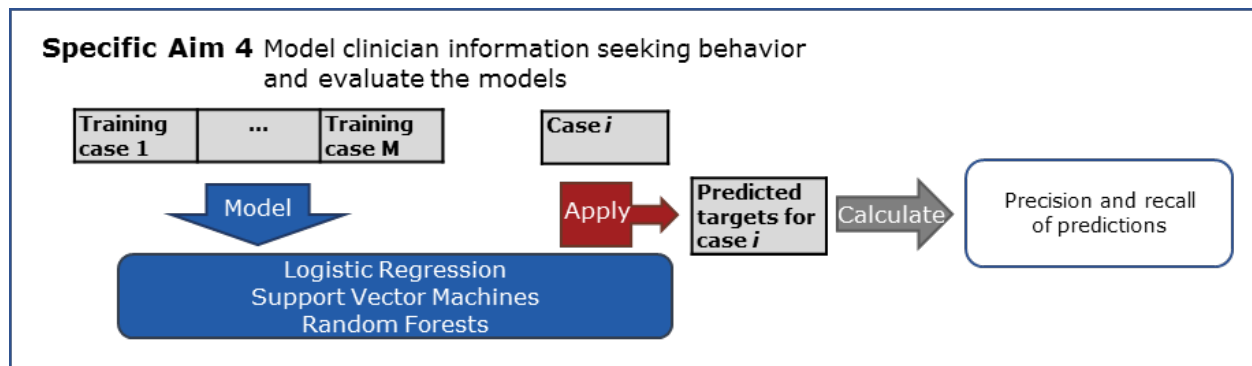 Specific Aim 4 Model clinician information seeking behavior
and evaluate the models
Training
case 1
...
Training
case M
Case i
Model
Apply
Predicted
targets for
case i
Calculate
Precision and recall
of predictions
Logistic Regression
Support Vector Machines
Random Forests